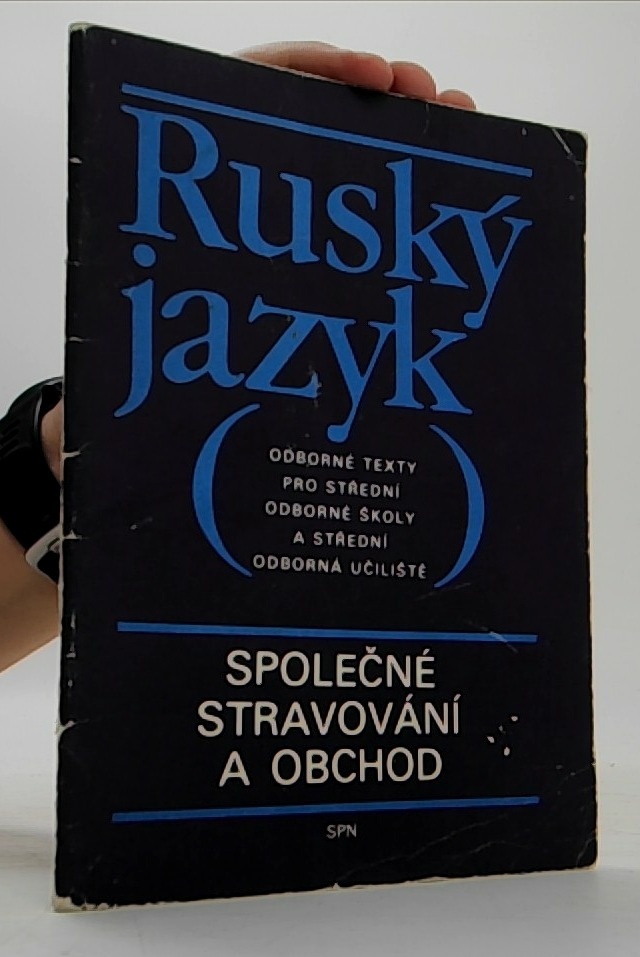 Ruský
jazyk
ODBORNÉ TEXTY
PRO STŘEDNÍ
ODBORNÉ ŠKOLY
A STŘEDNÍ
ODBORNÁ UČILIŠTĚ
SPOLEČNÉ
STRAVOVÁNÍ
A OBCHOD
SPN